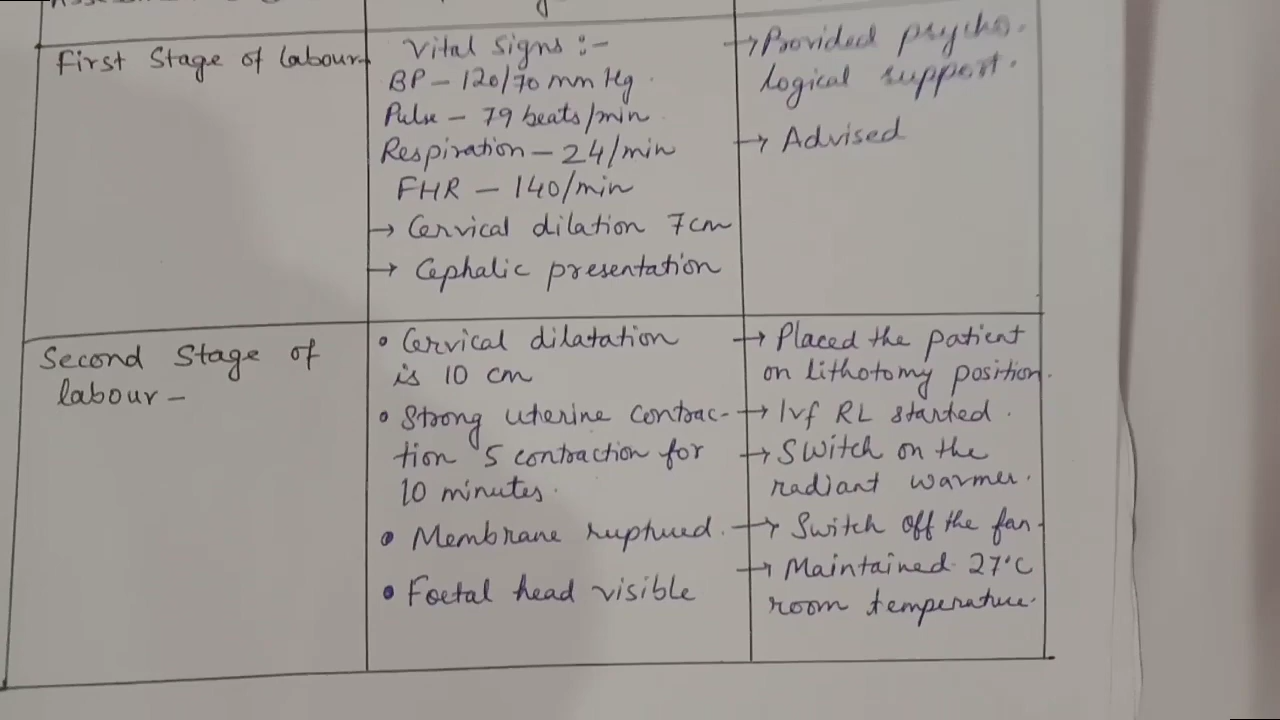 First Stage of labour-
Vital Signs :-
BP - 120/70 mm Hg.
Pulse - 79 beats/min
Respiration - 24/min
FHR - 140/min
→ Cervical dilation 7cm
→ Cephalic presentation
→ Provided psycho-
logical support.
→ Advised
Second Stage of
labour -
• Cervical dilatation
is 10 cm
• Strong uterine contrac-
tion 5 contraction for
10 minutes.
• Membrane ruptured.
• Foetal head visible
→ Placed the patient
on lithotomy position.
→ Ivf RL started.
→ Switch on the
radiant warmer.
→ Switch off the fan.
→ Maintained 27°C
room temperature.